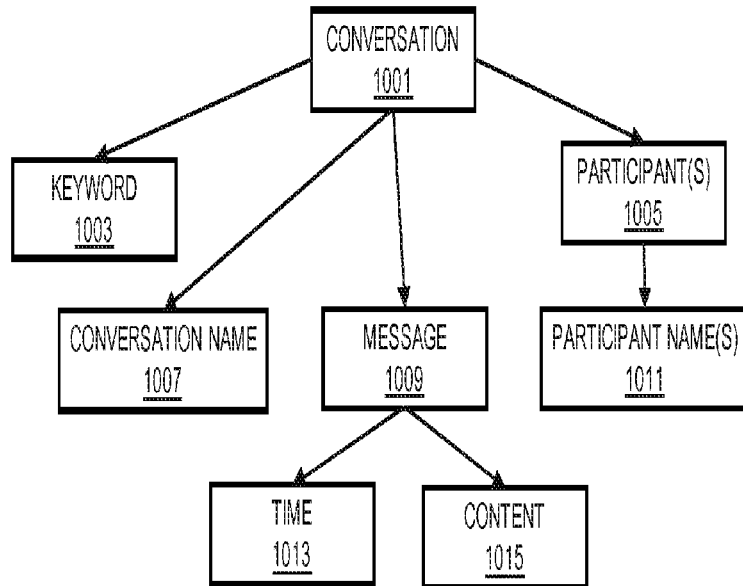 CONVERSATION
1001
KEYWORD
1003
PARTICIPANT(S)
1005
CONVERSATION NAME
1007
MESSAGE
1009
PARTICIPANT NAME(S)
1011
TIME
1013
CONTENT
1015